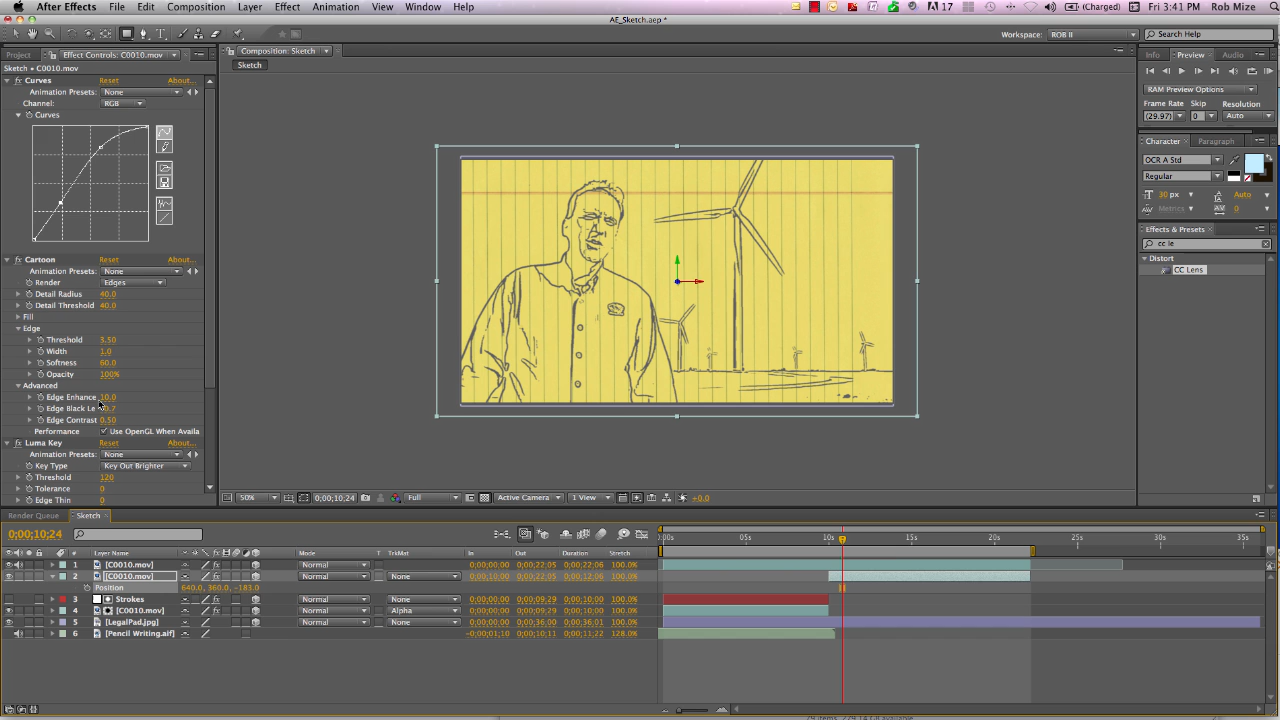 After Effects File Edit Composition Layer Effect Animation View Window Help 17 (Charged) Fri 3:41 PM Rob Mize
AE_Sketch.aep *
Workspace: ROB II Search Help
Project Effect Controls: C0010.mov Composition: Sketch Info Preview Audio
Sketch • C0010.mov Sketch
Curves Reset About...
Animation Presets: None
Channel: RGB
Curves
RAM Preview Options
Frame Rate Skip Resolution
(29.97) 0 Auto
Character Paragraph
OCR A Std
Regular
30 px Auto
Metrics 0
Effects & Presets
cc le
Distort
CC Lens
Cartoon Reset About...
Animation Presets: None
Render Edges
Detail Radius 40.0
Detail Threshold 40.0
Fill
Edge
Threshold 3.50
Width 1.0
Softness 60.0
Opacity 100%
Advanced
Edge Enhance 10.0
Edge Black Le 0.7
Edge Contrast 0.50
Performance Use OpenGL When Availa
Luma Key Reset About...
Animation Presets: None
Key Type Key Out Brighter
Threshold 120
Tolerance 0
Edge Thin 0
50% 0;00;10;24 Full Active Camera 1 View +0.0
Render Queue Sketch
0;00;10;24
:00s 05s 10s 15s 20s 25s 30s 35s
# Layer Name Mode T TrkMat In Out Duration Stretch
1 [C0010.mov] Normal 0;00;00;00 0;00;22;05 0;00;22;06 100.0%
2 [C0010.mov] Normal None 0;00;10;00 0;00;22;05 0;00;12;06 100.0%
Position 640.0, 360.0, -183.0
3 Strokes Normal None 0;00;00;00 0;00;09;29 0;00;10;00 100.0%
4 [C0010.mov] Normal Alpha 0;00;00;00 0;00;09;29 0;00;10;00 100.0%
5 [LegalPad.jpg] Normal None 0;00;00;00 0;00;36;00 0;00;36;01 100.0%
6 [Pencil Writing.aif] -0;00;01;10 0;00;10;11 0;00;11;22 128.0%